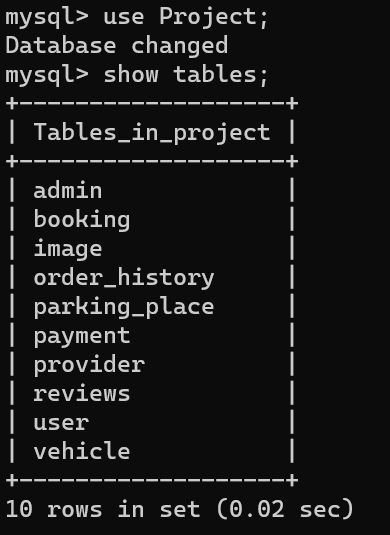 mysql> use Project;
Database changed
mysql> show tables;
+-------------------+
| Tables_in_project |
+-------------------+
| admin             |
| booking           |
| image             |
| order_history     |
| parking_place     |
| payment           |
| provider          |
| reviews           |
| user              |
| vehicle           |
+-------------------+
10 rows in set (0.02 sec)